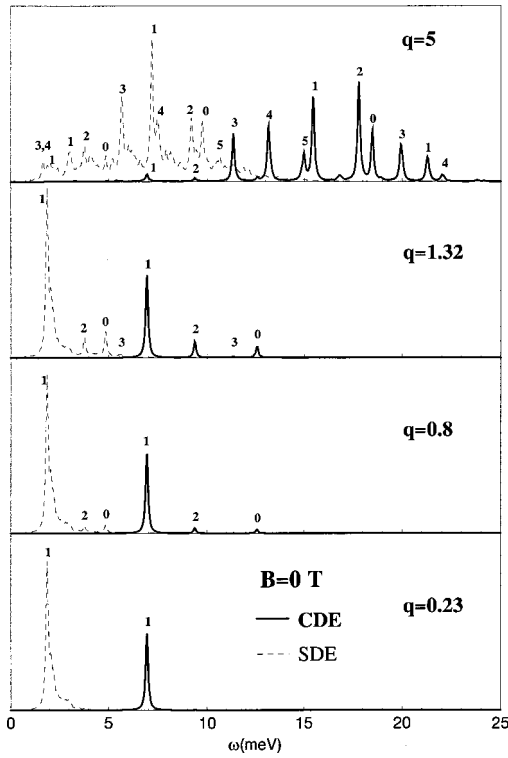 q=5
1
3 4 2 0 5
3,4 1 1 2 0
1 2 3 4 5 1 2 0 3 1 4
q=1.32
1
2 0 3
1 2 3 0
q=0.8
1
2 0
1 2 0
q=0.23
1
1
B=0 T
CDE
SDE
0 5 10 15 20 25
ω(meV)